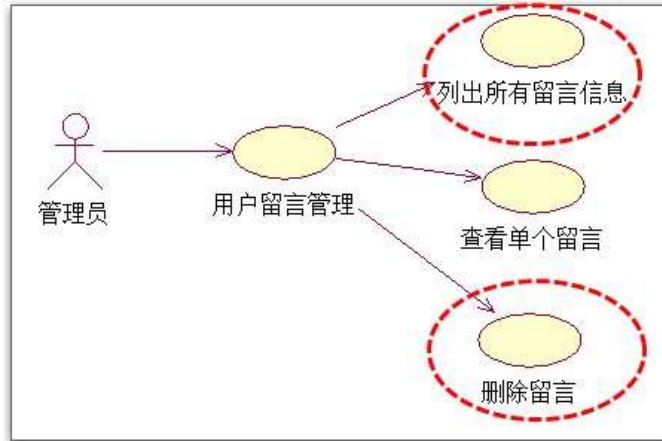 列出所有留言信息
管理员
用户留言管理
查看单个留言
删除留言